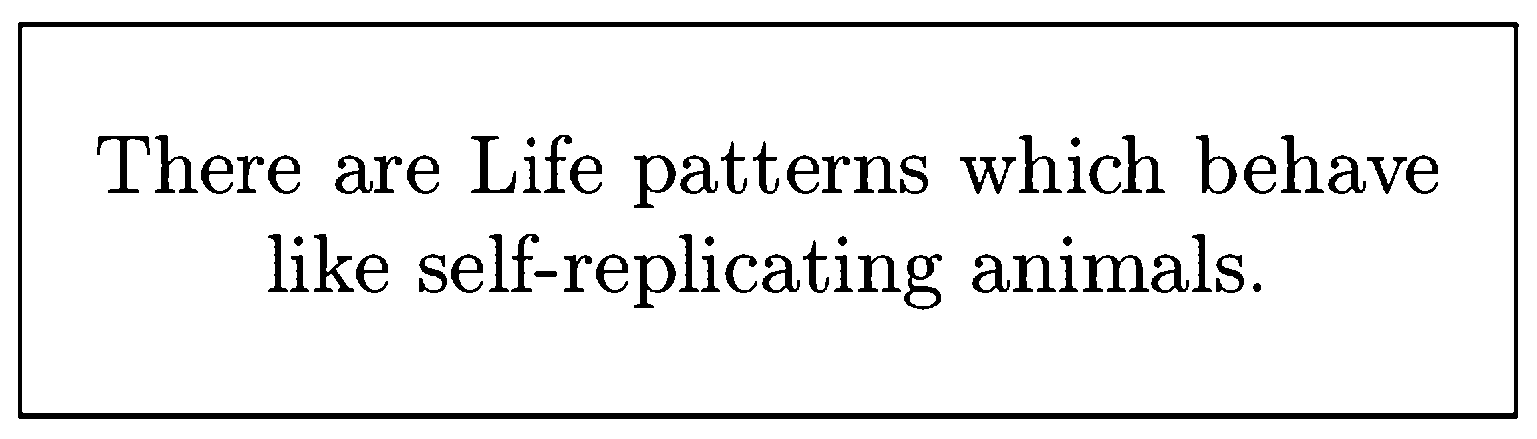 There are Life patterns which behave
like self-replicating animals.